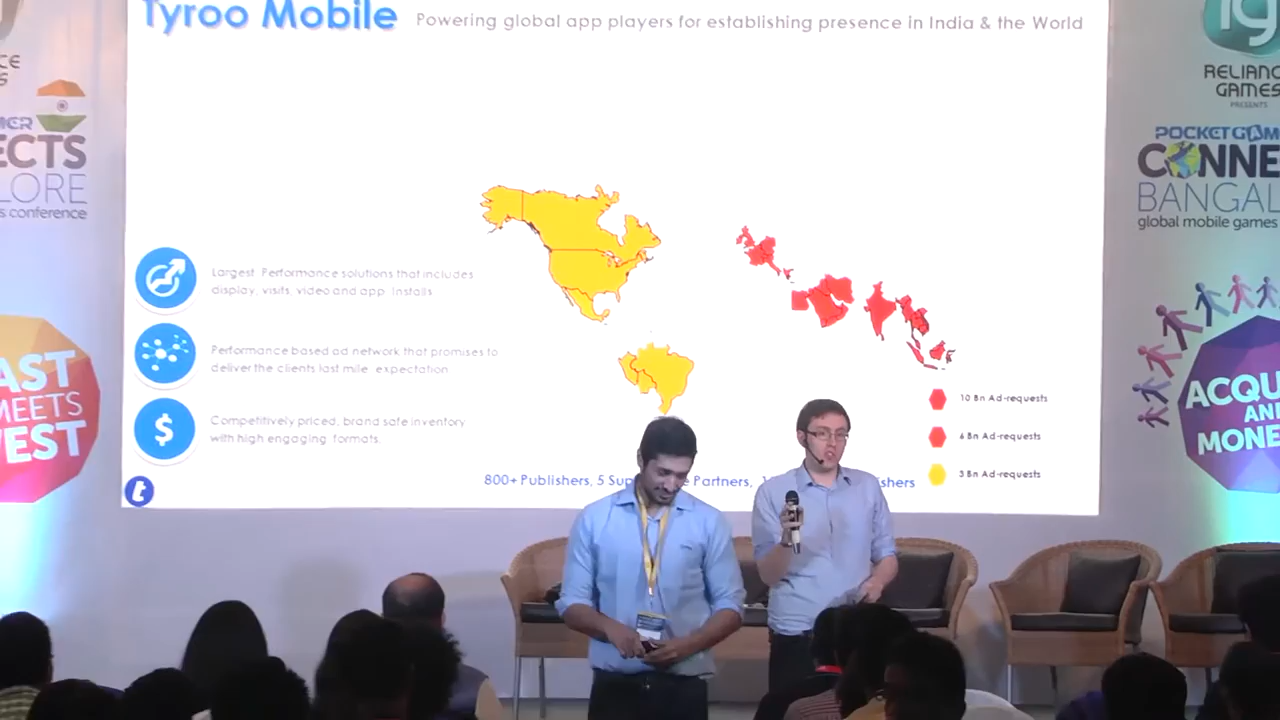 Tyroo Mobile Powering global app players for establishing presence in India & the World
Largest Performance solutions that includes
display, visits, video and app Installs
Performance based ad network that promises to
deliver the clients last mile expectation
Competitively priced, brand safe inventory
with high engaging formats.
10 Bn Ad-requests
6 Bn Ad-requests
3 Bn Ad-requests
800+ Publishers, 5 Sup
Partners,
t
ECTS
LORE
s conference
AST
MEETS
EST
ig
RELIANC
GAMES
PRESENTS
POCKETGAM
CONNE
BANGAL
global mobile games
ACQU
AND
MONE